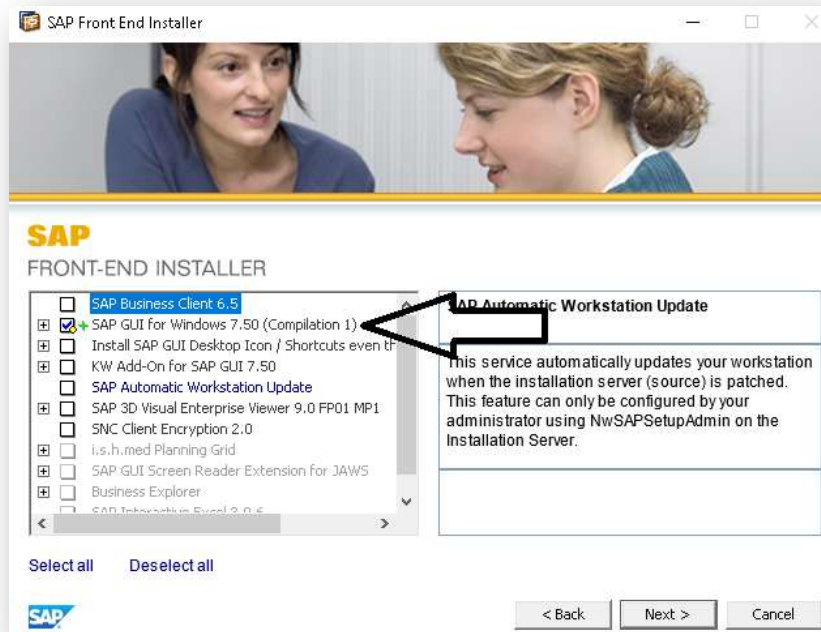 SAP Front End Installer
SAP
FRONT-END INSTALLER
SAP Business Client 6.5
SAP GUI for Windows 7.50 (Compilation 1)
Install SAP GUI Desktop Icon / Shortcuts even th
KW Add-On for SAP GUI 7.50
SAP Automatic Workstation Update
SAP 3D Visual Enterprise Viewer 9.0 FP01 MP1
SNC Client Encryption 2.0
i.s.h.med Planning Grid
SAP GUI Screen Reader Extension for JAWS
Business Explorer
SAP Interactive Excel
SAP Automatic Workstation Update
This service automatically updates your workstation
when the installation server (source) is patched.
This feature can only be configured by your
administrator using NwSAPSetupAdmin on the
Installation Server.
Select all Deselect all
SAP
< Back Next > Cancel